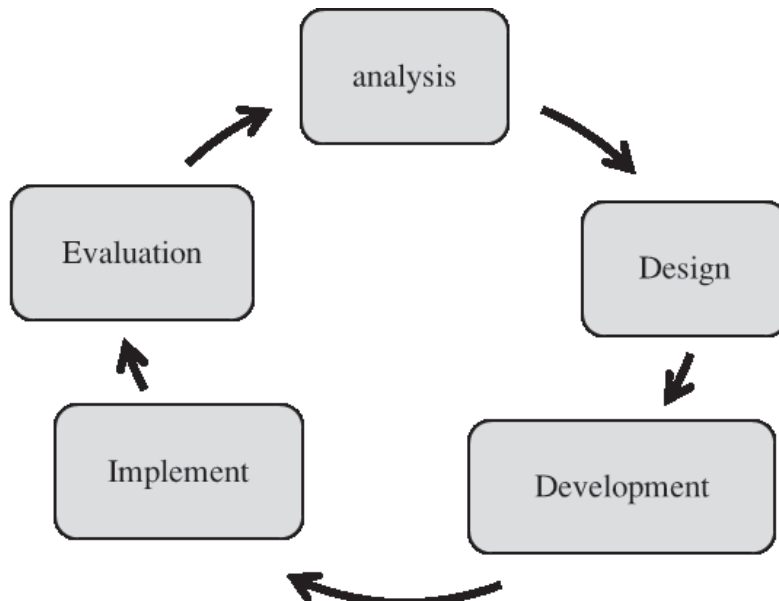 analysis
Design
Development
Implement
Evaluation